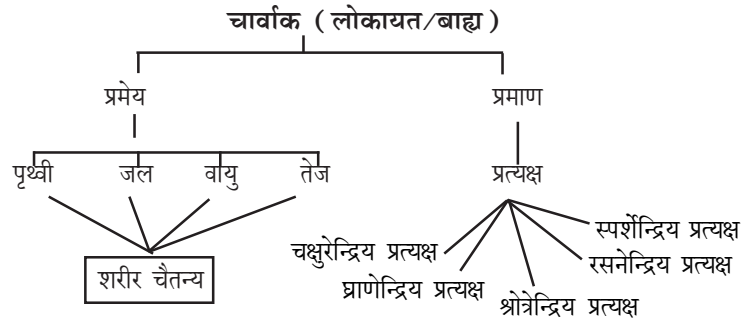 चार्वाक ( लोकायत/बाह्य )
प्रमेय
प्रमाण
पृथ्वी जल वायु तेज
प्रत्यक्ष
शरीर चैतन्य
चक्षुरेन्द्रिय प्रत्यक्ष
घ्राणेन्द्रिय प्रत्यक्ष
श्रोत्रेन्द्रिय प्रत्यक्ष
रसनेन्द्रिय प्रत्यक्ष
स्पर्शेन्द्रिय प्रत्यक्ष